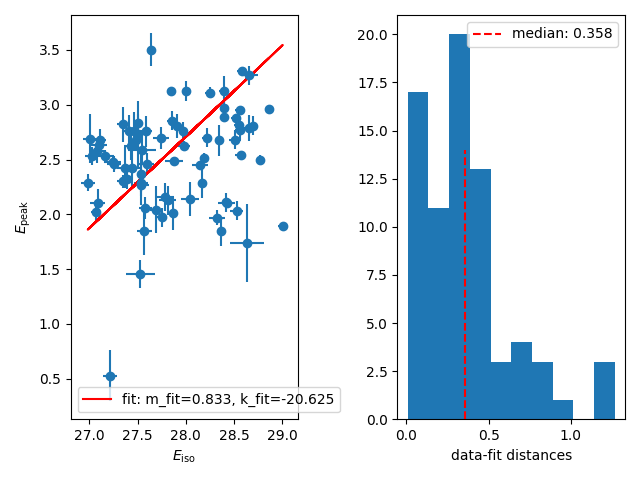 3.5
3.0
2.5
2.0
1.5
1.0
0.5
E_peak
fit: m_fit=0.833, k_fit=-20.625
27.0 27.5 28.0 28.5 29.0
E_iso
20.0
17.5
15.0
12.5
10.0
7.5
5.0
2.5
0.0
median: 0.358
0.0 0.5 1.0
data-fit distances